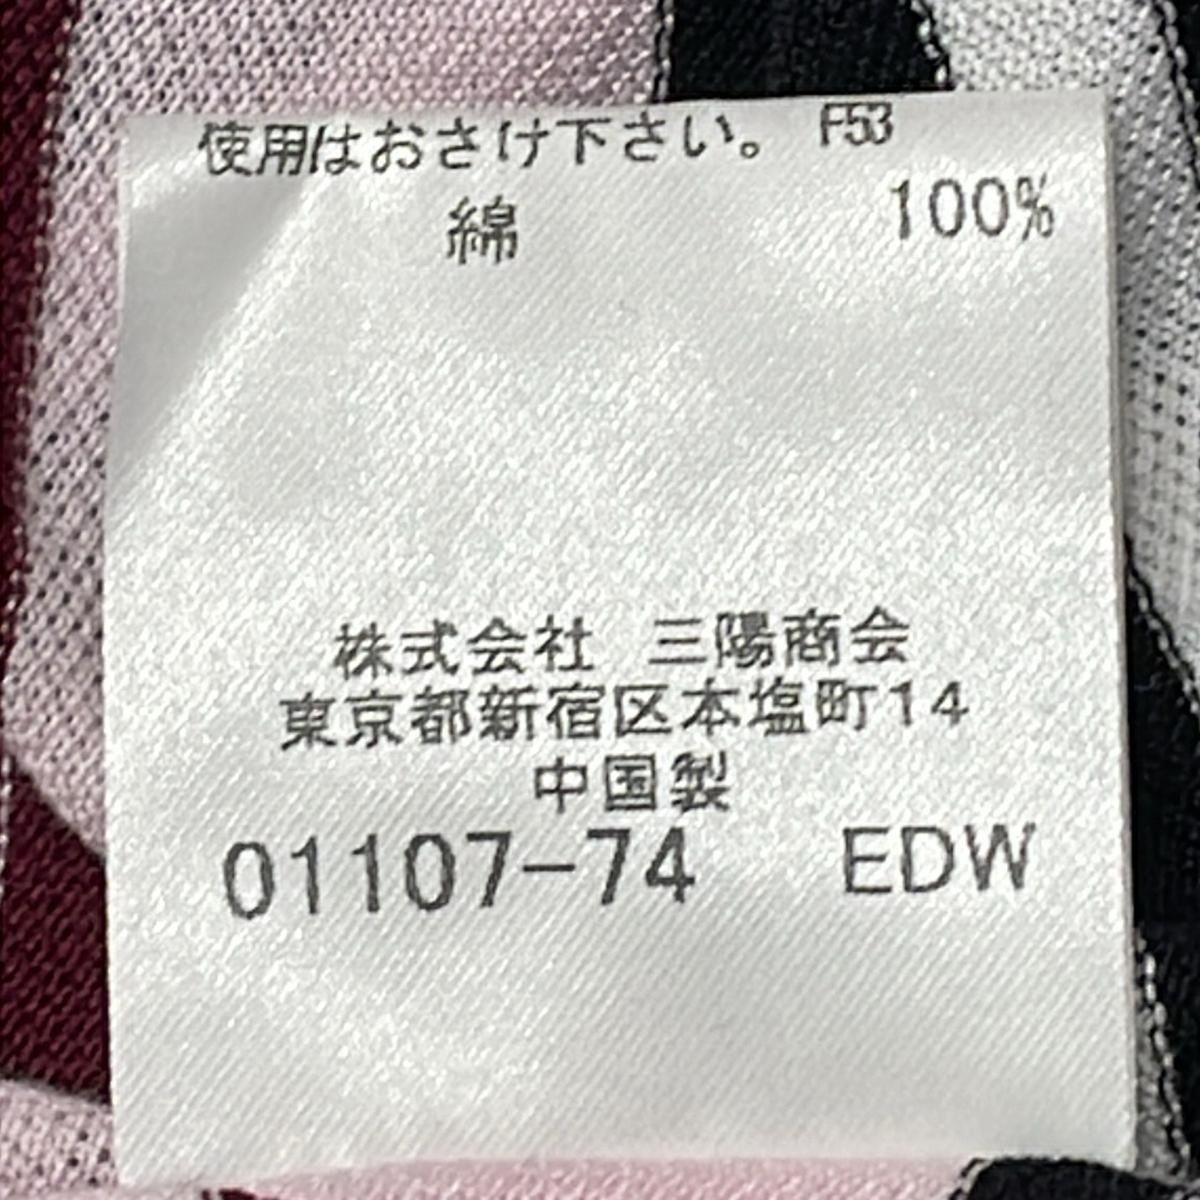 使用はおさけ下さい。 F53
綿 100%
株式会社 三陽商会
東京都新宿区本塩町14
中国製
01107-74 EDW